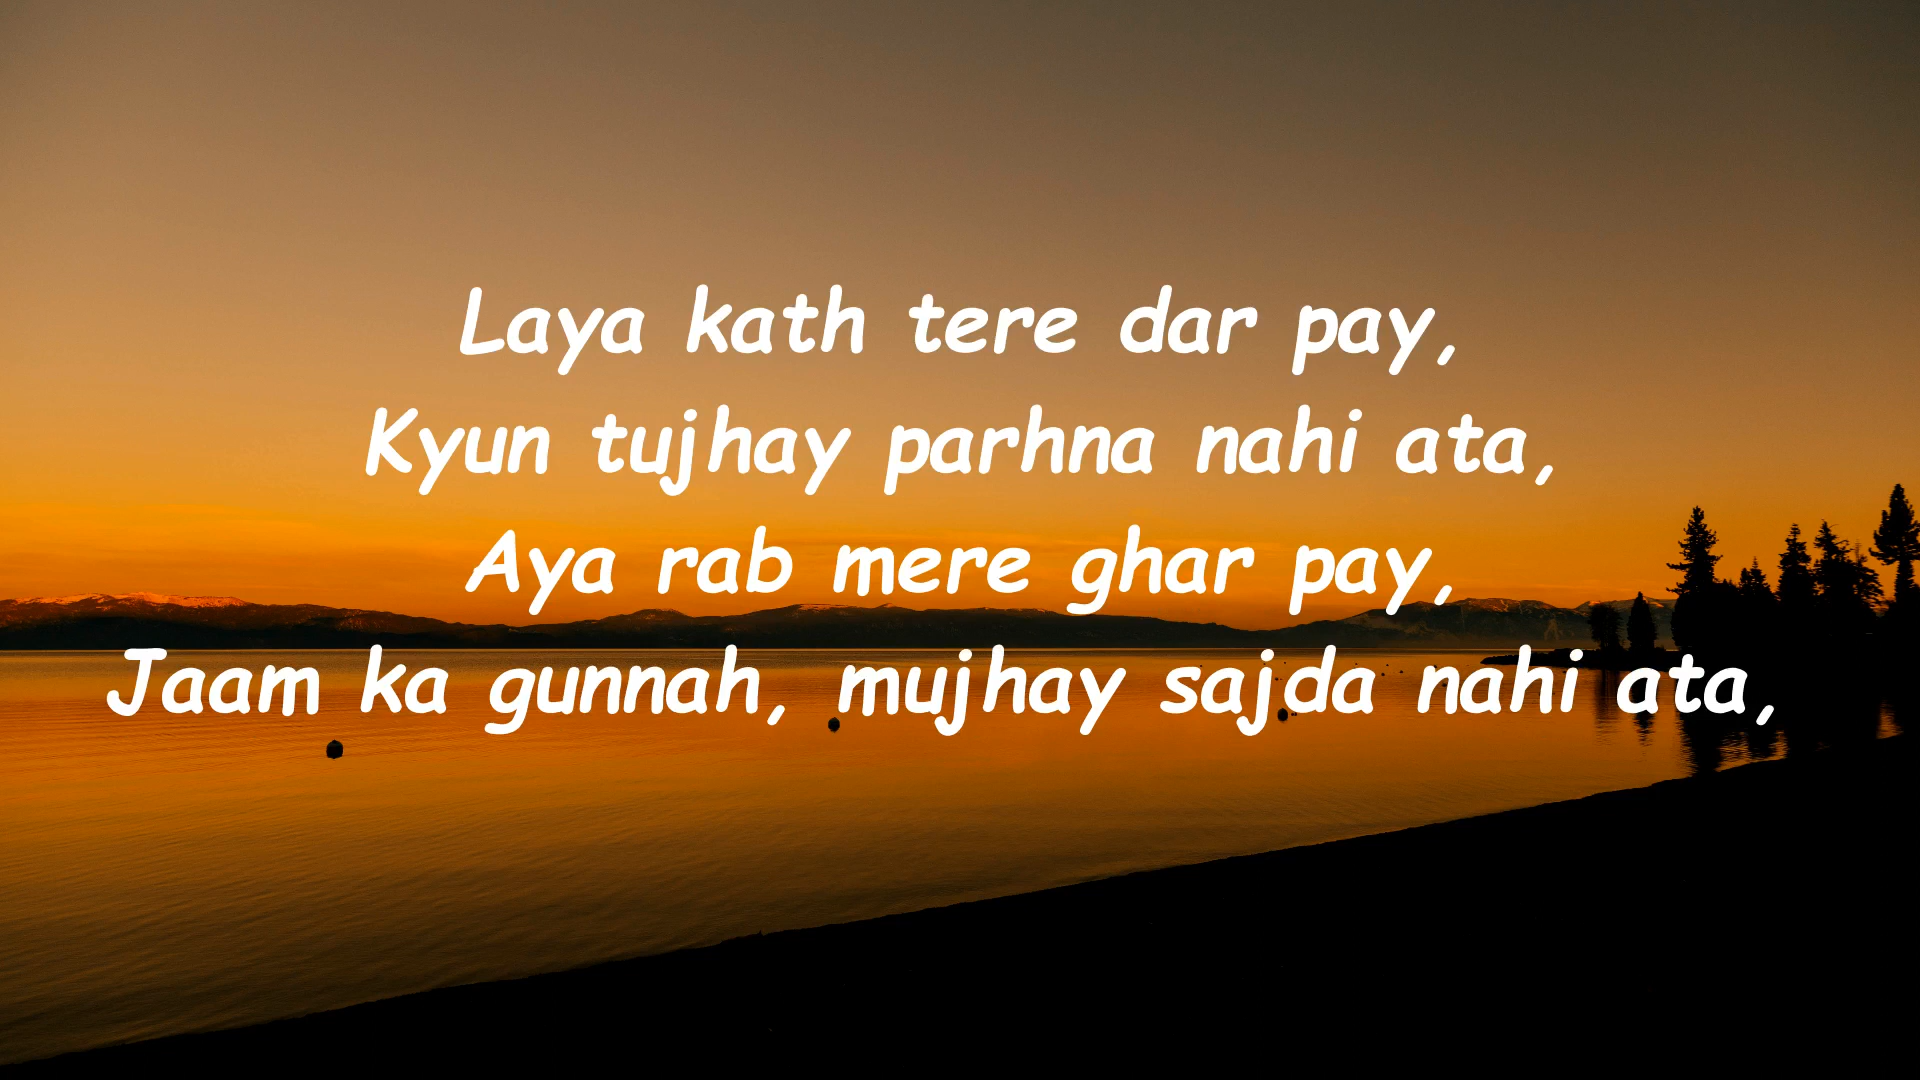 Laya kath tere dar pay,
Kyun tujhay parhna nahi ata,
Aya rab mere ghar pay,
Jaam ka gunnah, mujhay sajda nahi ata,